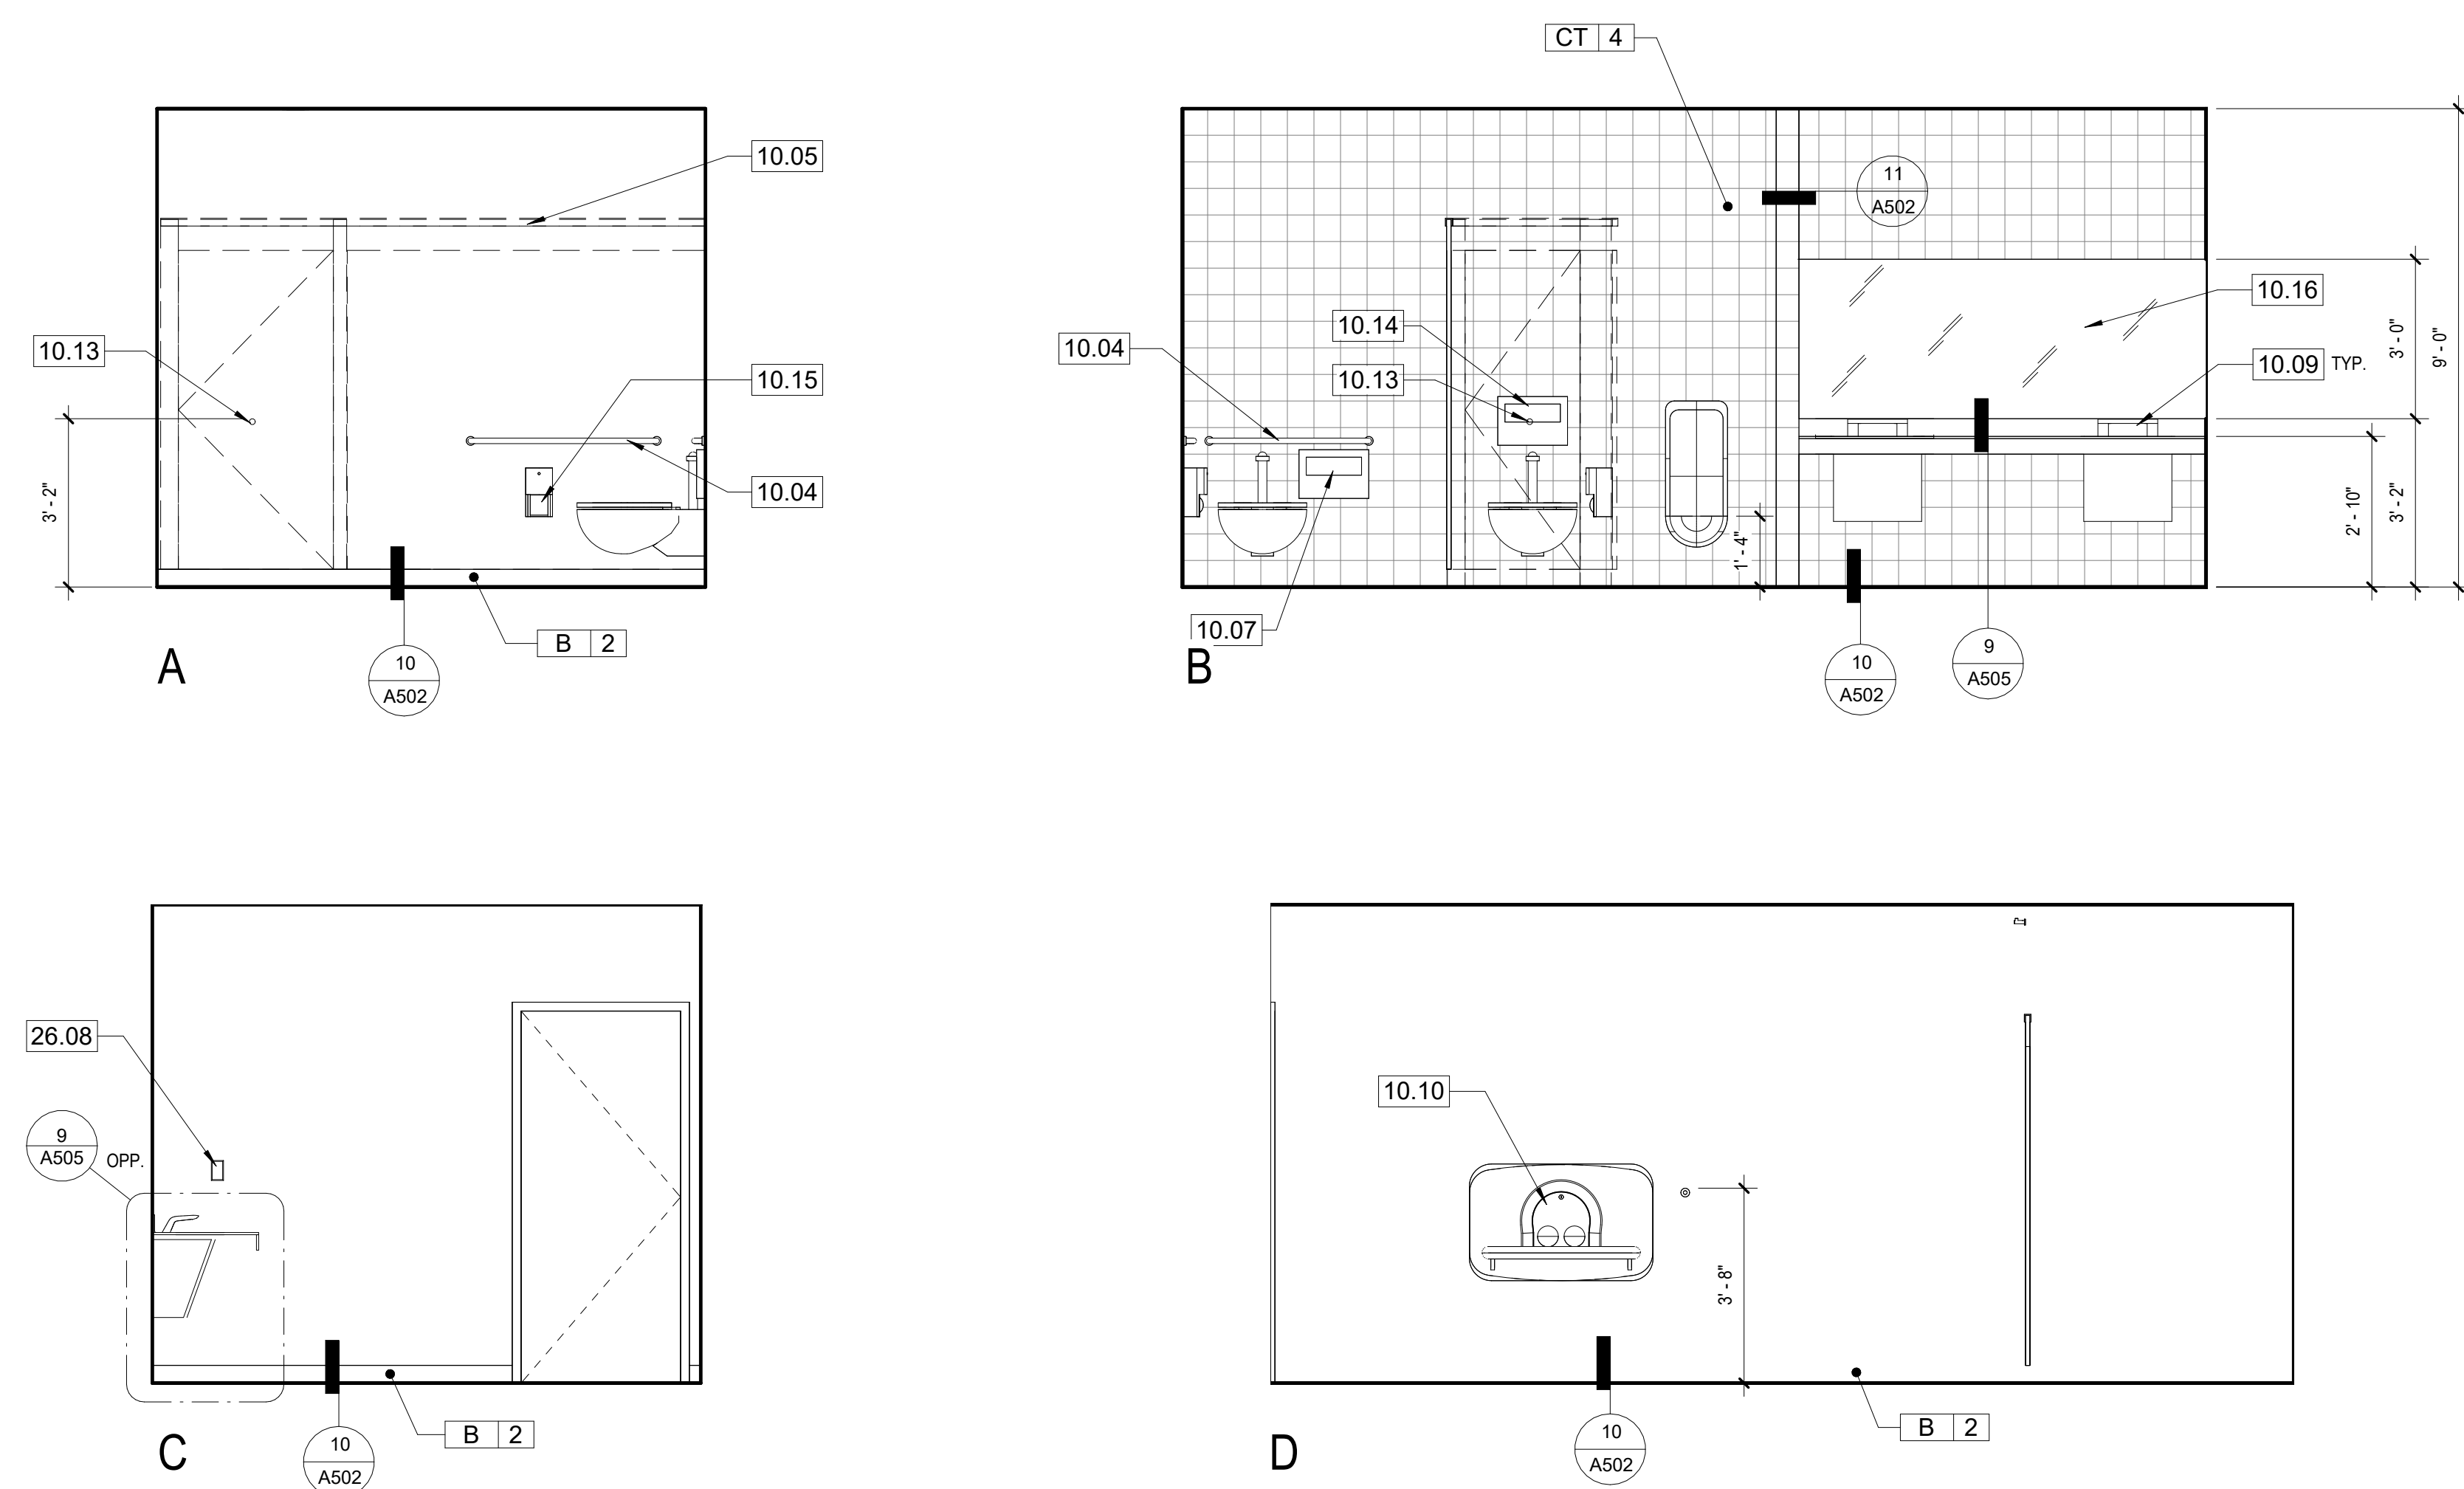 10.05
10.13
10.15
10.04
3' - 2"
B 2
10
A502
A
CT 4
11
A502
10.16
10.14
10.04
10.13
10.09 TYP.
3' - 0"
9' - 0"
2' - 10"
3' - 2"
1' - 4"
10.07
B
10
A502
9
A505
26.08
9
A505 OPP.
B 2
10
A502
C
10.10
3' - 8"
B 2
10
A502
D